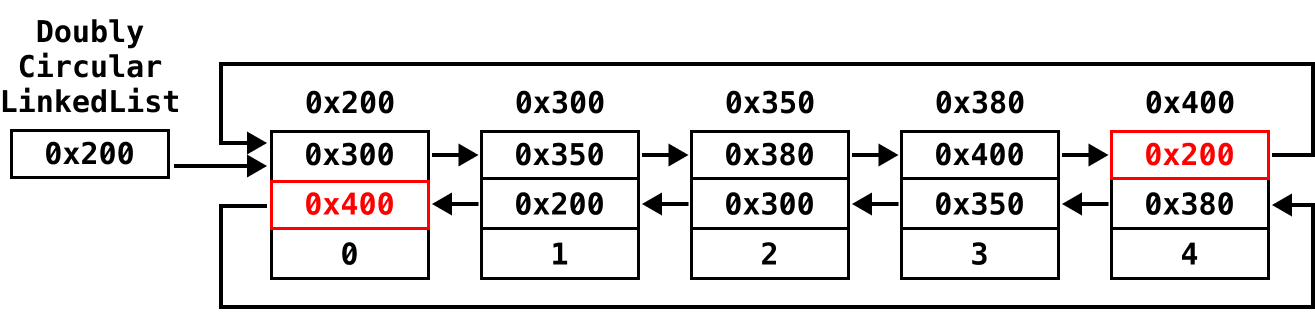 Doubly
Circular
LinkedList
0x200 0x300 0x350 0x380 0x400
0x200 0x300 0x350 0x380 0x400 0x200
0x400 0x200 0x300 0x350 0x380
0 1 2 3 4